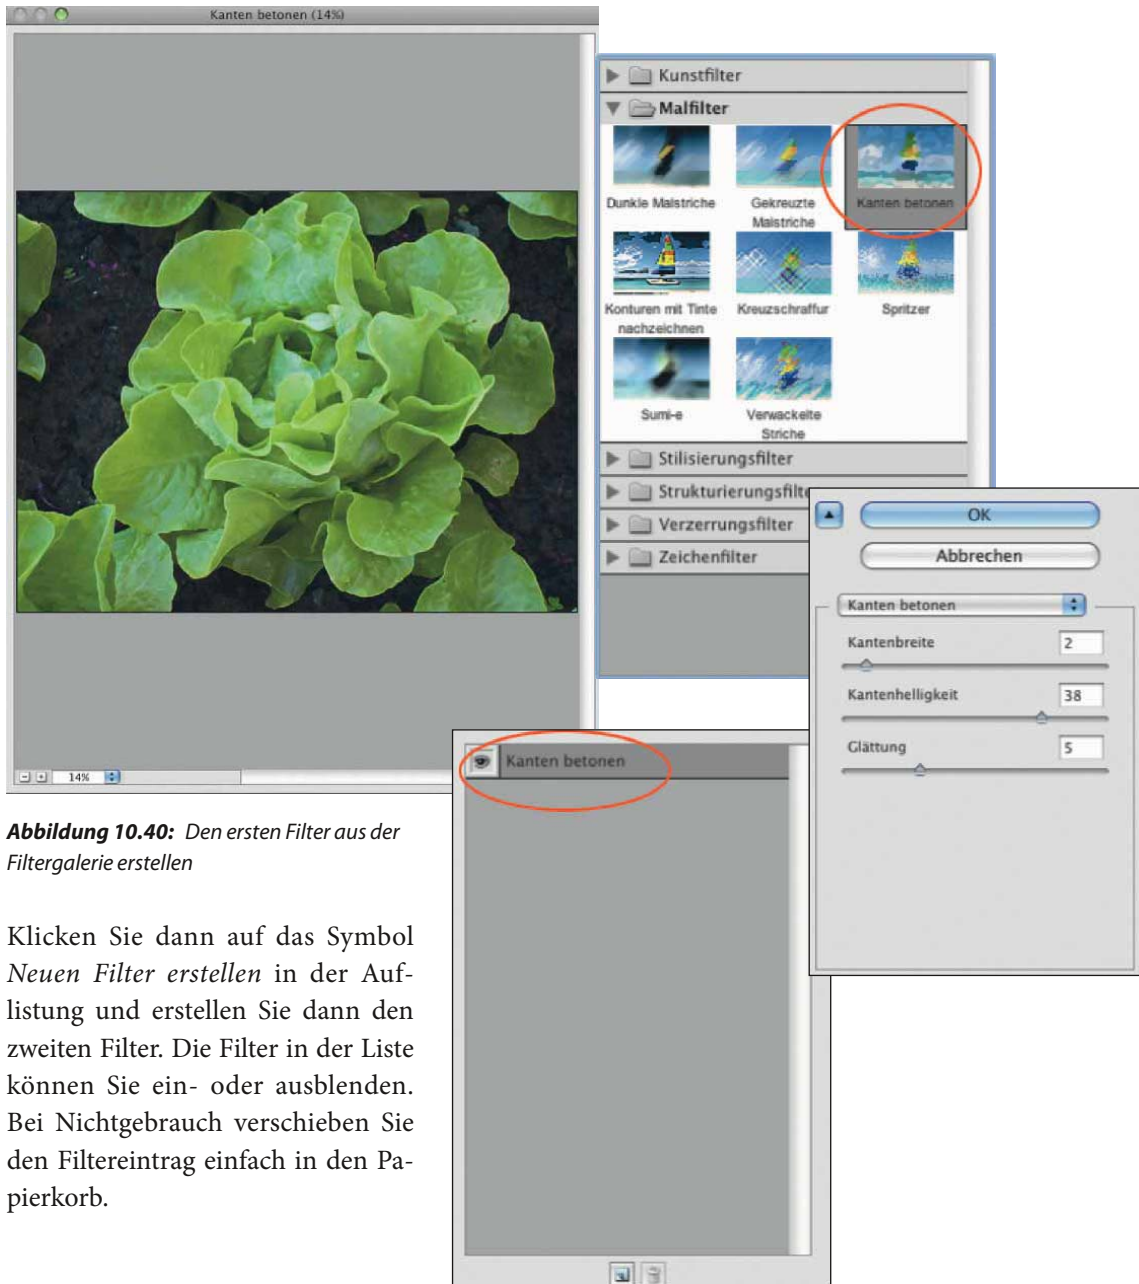 Kanten betonen (14%)
Kunstfilter
Malfilter
Dunkle Malstriche
Gekreuzte
Malstriche
Kanten betonen
Konturen mit Tinte
nachzeichnen
Kreuzschraffur
Spritzer
Sumi-e
Verwackelte
Striche
Stilisierungsfilter
Strukturierungsfilte
Verzerrungsfilter
Zeichenfilter
OK
Abbrechen
Kanten betonen
Kantenbreite 2
Kantenhelligkeit 38
Glättung 5
14%
Kanten betonen
Abbildung 10.40: Den ersten Filter aus der
Filtergalerie erstellen
Klicken Sie dann auf das Symbol
Neuen Filter erstellen in der Auf-
listung und erstellen Sie dann den
zweiten Filter. Die Filter in der Liste
können Sie ein- oder ausblenden.
Bei Nichtgebrauch verschieben Sie
den Filtereintrag einfach in den Pa-
pierkorb.